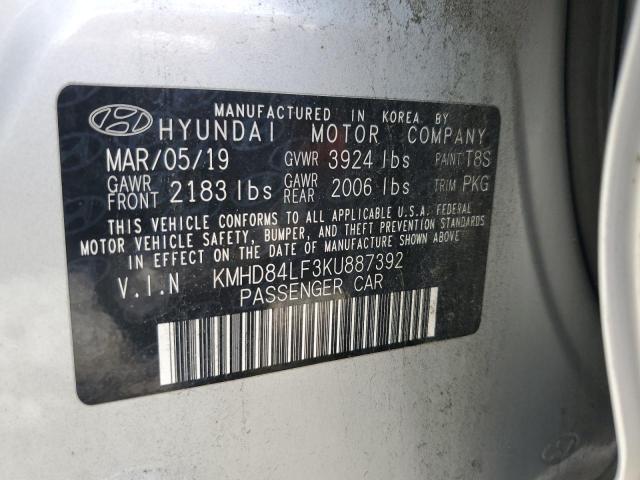 MANUFACTURED IN KOREA BY
HYUNDAI MOTOR COMPANY
MAR/05/19 GVWR 3924 lbs PAINT T8S
GAWR FRONT 2183 lbs GAWR REAR 2006 lbs TRIM PKG
THIS VEHICLE CONFORMS TO ALL APPLICABLE U.S.A. FEDERAL
MOTOR VEHICLE SAFETY, BUMPER, AND THEFT PREVENTION STANDARDS
IN EFFECT ON THE DATE OF MANUFACTURE SHOWN ABOVE.
V.I.N KMHD84LF3KU887392
PASSENGER CAR